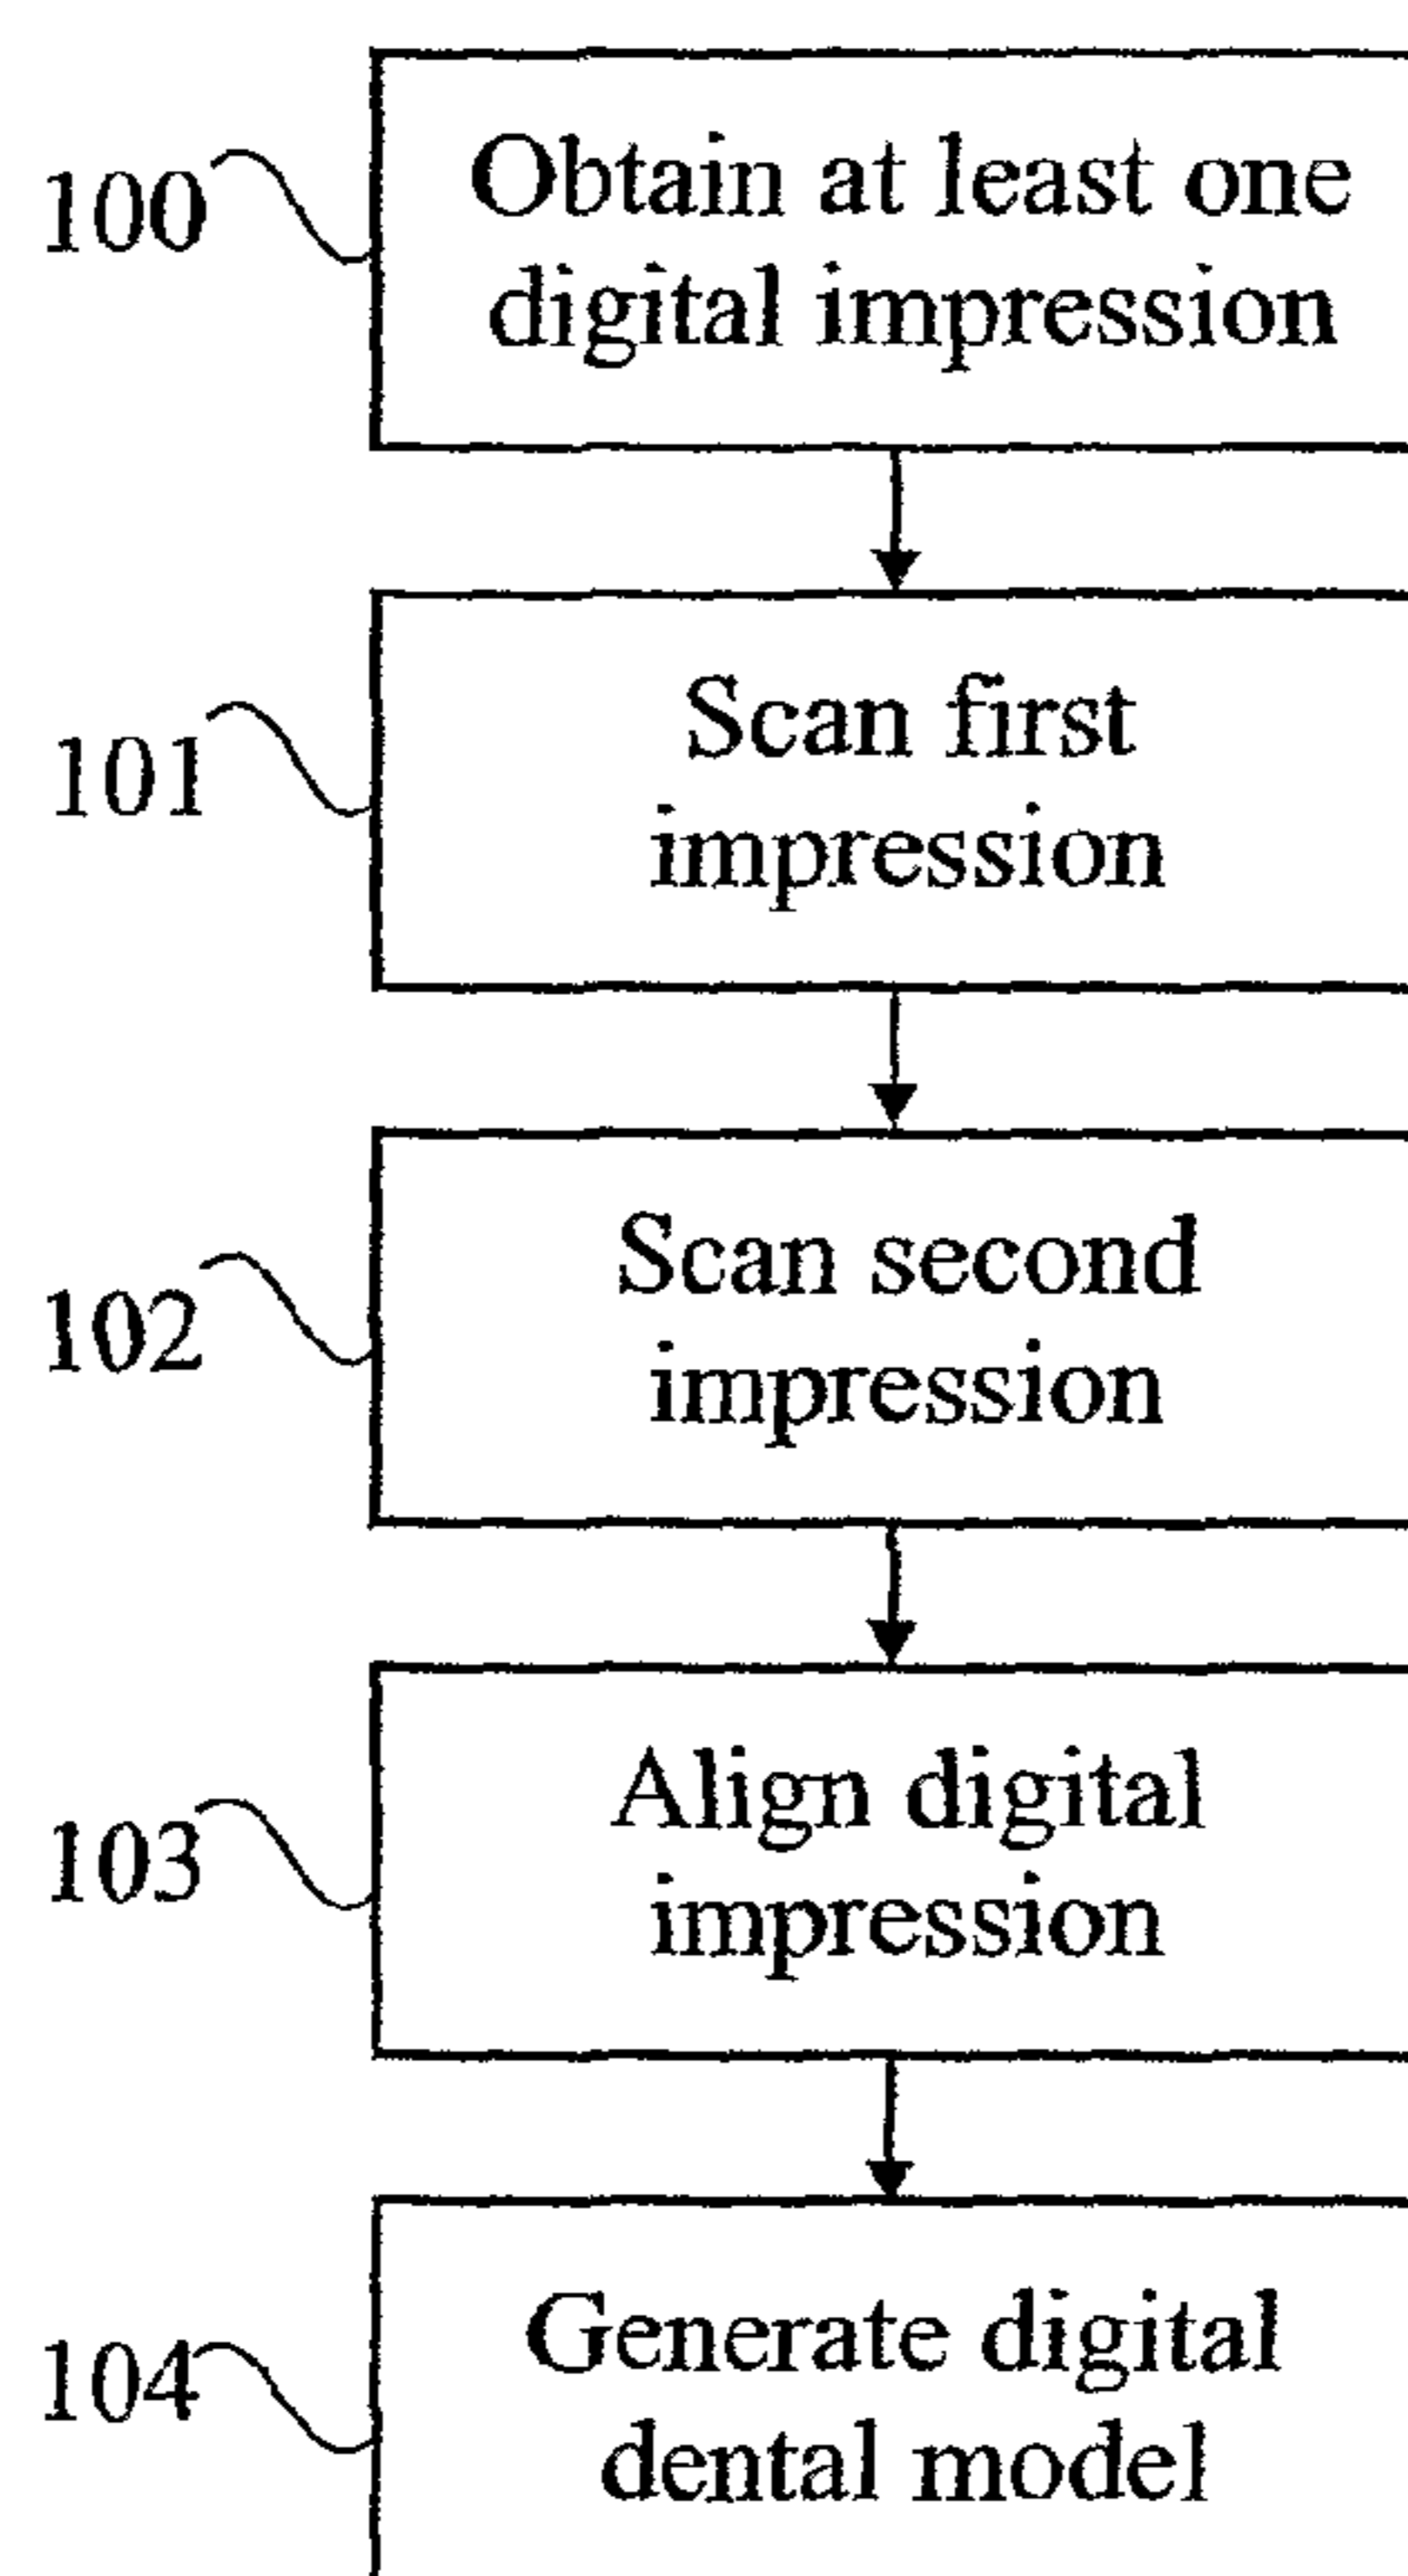 100
Obtain at least one
digital impression
101
Scan first
impression
102
Scan second
impression
103
Align digital
impression
104
Generate digital
dental model